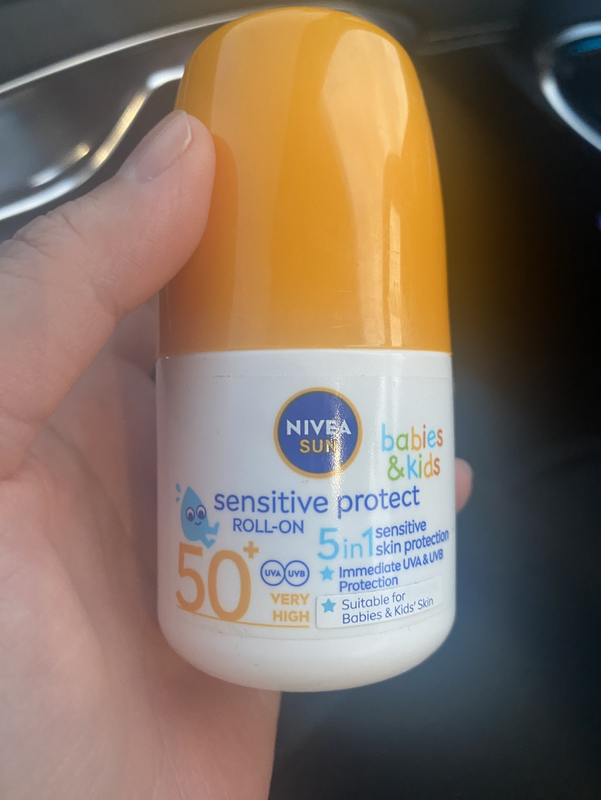 NIVEA
SUN
babies
&kids
sensitive protect
ROLL-ON
5in1 sensitive
skin protection
50+
UVA UVB
VERY
HIGH
Immediate UVA & UVB
Protection
Suitable for
Babies & Kids' Skin